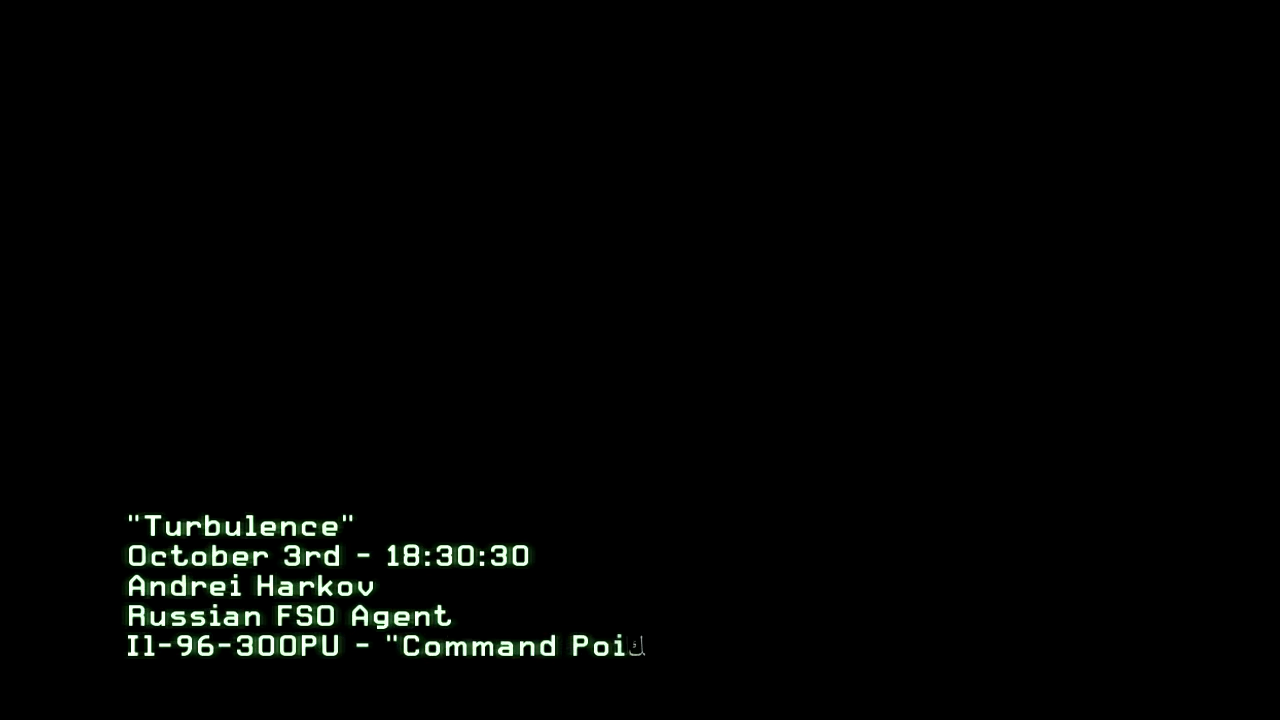 "Turbulence"
October 3rd - 18:30:30
Andrei Harkov
Russian FSO Agent
Il-96-300PU - "Command Poi